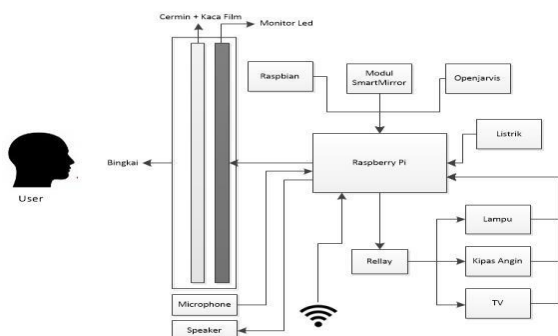 Cermin + Kaca Film
Monitor Led
Raspbian
Modul
SmartMirror
Openjarvis
Listrik
Raspberry Pi
Bingkai
User
Lampu
Rellay
Kipas Angin
TV
Microphone
Speaker